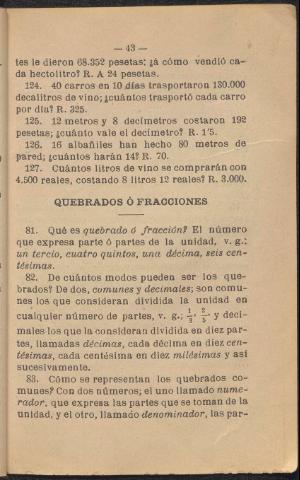 — 43 —
tes le dieron 68.352 pesetas; ¿á cómo vendió ca-
da hectolitro? R. A 24 pesetas.
124. 40 carros en 10 días trasportaron 130.000
decalitros de vino; ¿cuántos trasportó cada carro
por día? R. 325.
125. 12 metros y 8 decímetros costaron 192
pesetas; ¿cuánto vale el decímetro? R. 1'5.
126. 16 albañiles han hecho 80 metros de
pared; ¿cuántos harán 14? R. 70.
127. Cuántos litros de vino se comprarán con
4.500 reales, costando 8 litros 12 reales? R. 3.000.
QUEBRADOS Ó FRACCIONES
81. Qué es quebrado ó fracción? El número
que expresa parte ó partes de la unidad, v. g.:
un tercio, cuatro quintos, una décima, seis cen-
tésimas.
82. De cuántos modos pueden ser los que-
brados? De dos, comunes y decimales; son comu-
nes los que consideran dividida la unidad en
cualquier número de partes, v. g.; 1/3, 2/5 y deci-
males los que la consideran dividida en diez par-
tes, llamadas décimas, cada décima en diez cen-
tésimas, cada centésima en diez milésimas y así
sucesivamente.
83. Cómo se representan los quebrados co-
munes? Con dos números; el uno llamado nume-
rador, que expresa las partes que se toman de la
unidad, y el otro, llamado denominador, las par-